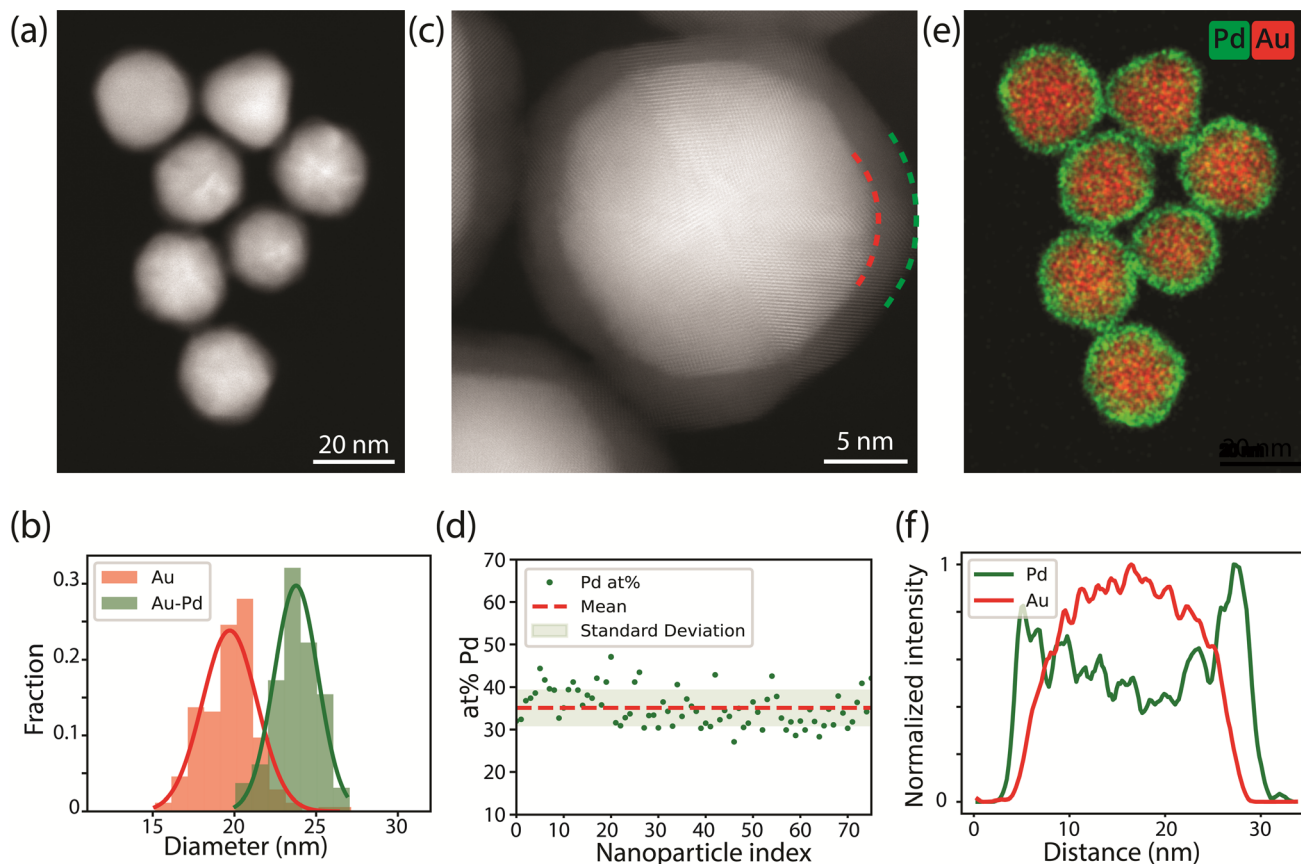 (a)
(c)
(e)
Pd Au
20 nm
5 nm
(b)
Au
Au-Pd
0.3
0.2
0.1
0
Fraction
15 20 25 30
Diameter (nm)
(d)
Pd at%
Mean
Standard Deviation
70
60
50
40
30
20
10
at% Pd
0 10 20 30 40 50 60 70
Nanoparticle index
(f)
Pd
Au
1
0
Normalized intensity
0 10 20 30
Distance (nm)